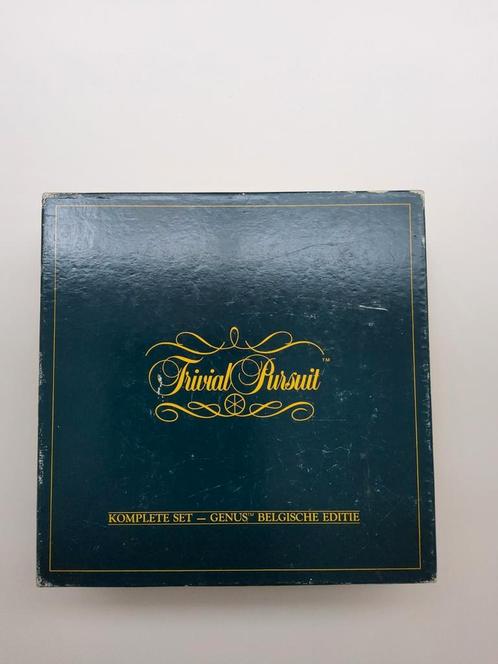 Trivial Pursuit™
KOMPLETE SET — GENUS™ BELGISCHE EDITIE